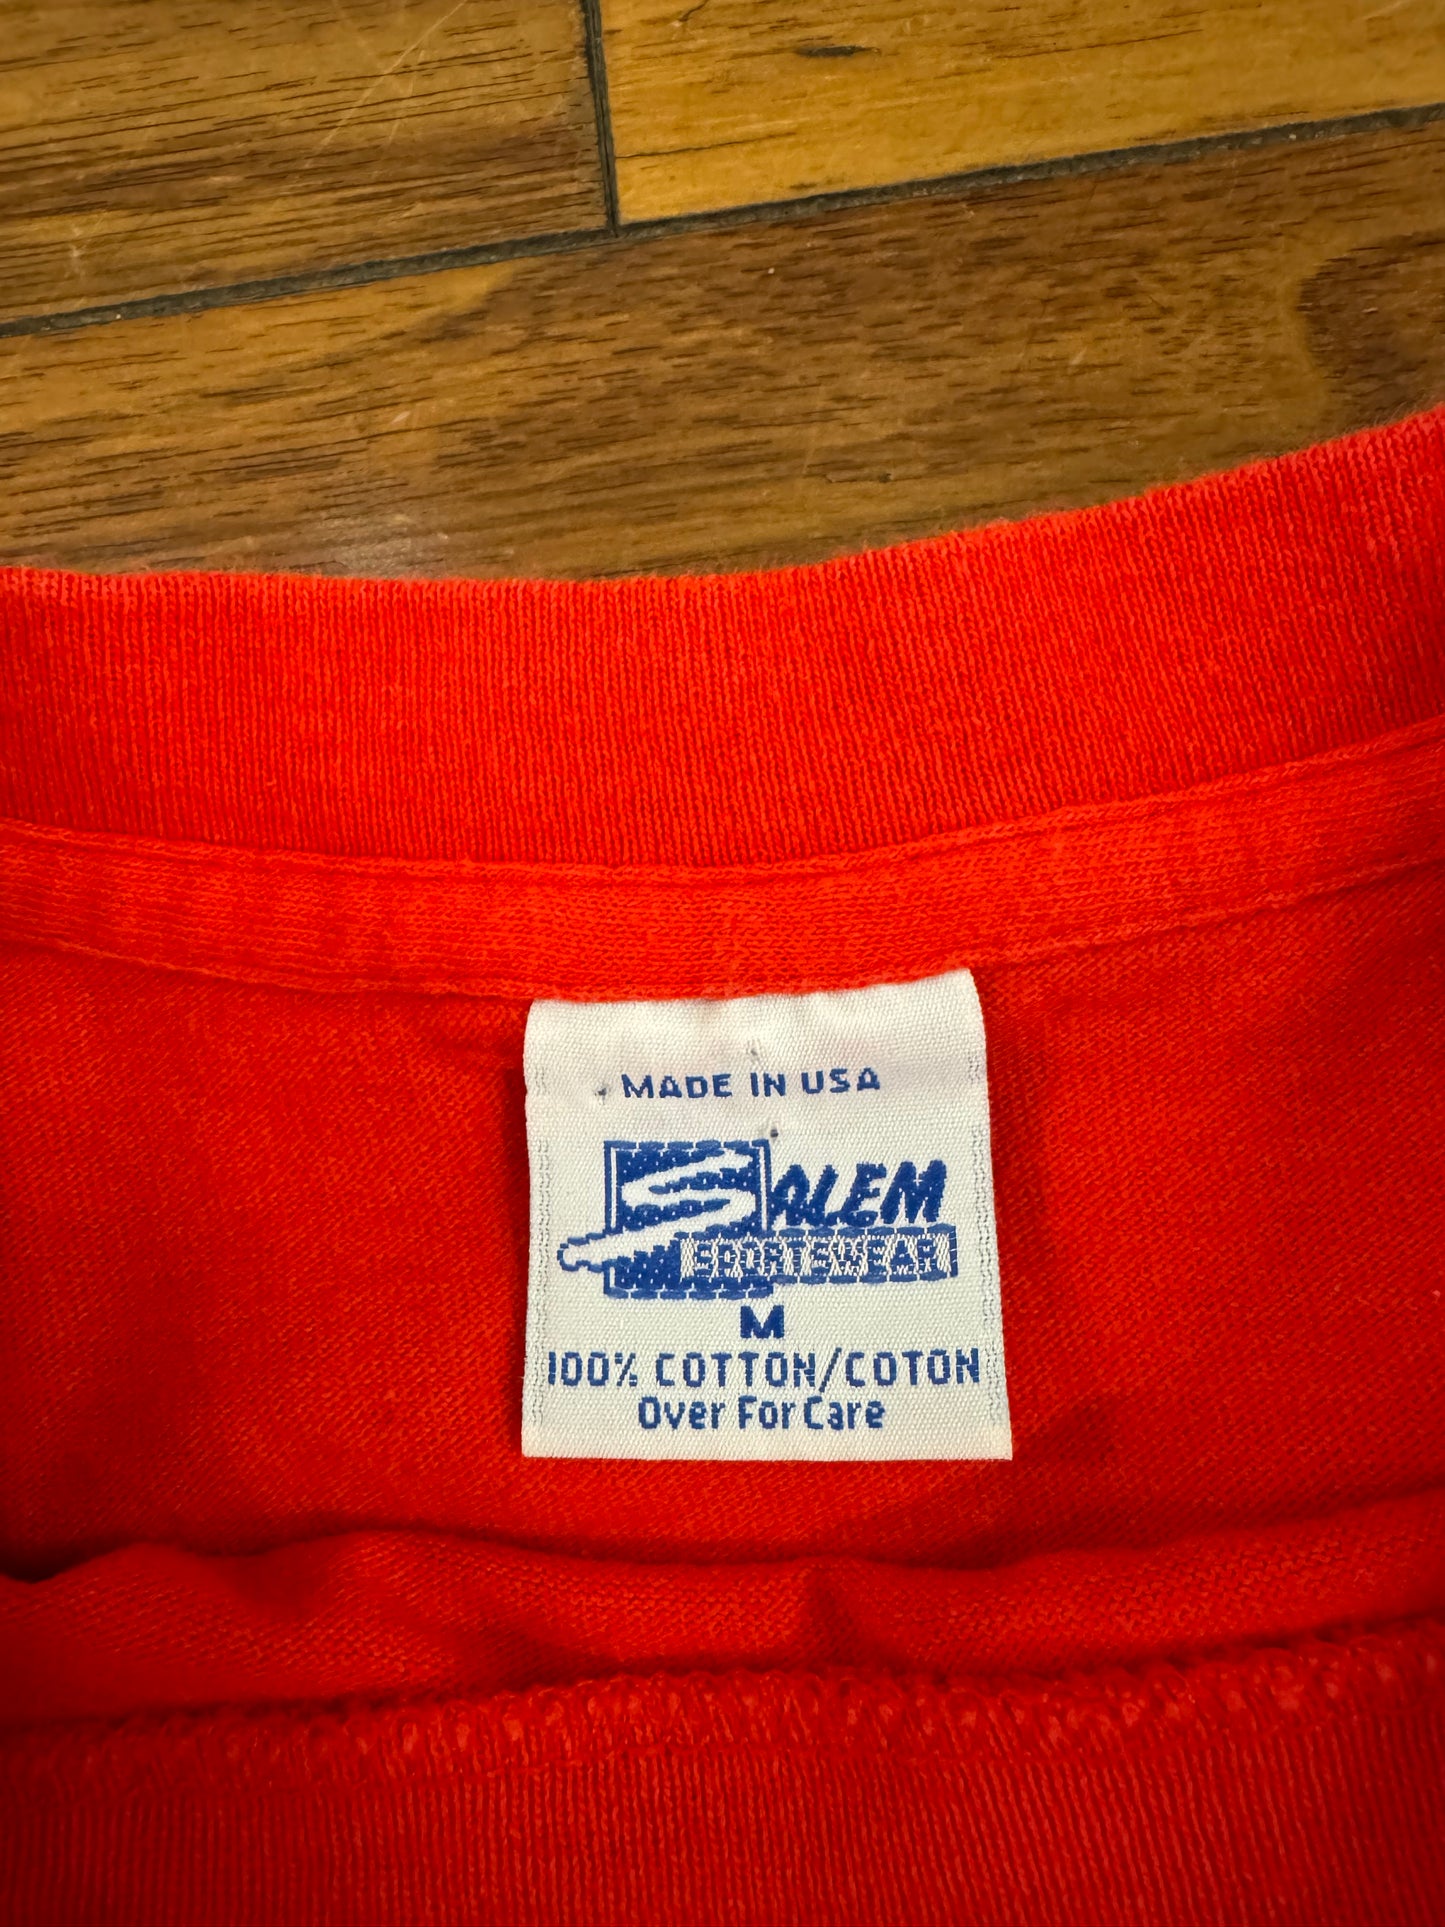 MADE IN USA
SALEM
SPORTSWEAR
M
100% COTTON/COTON
Over For Care